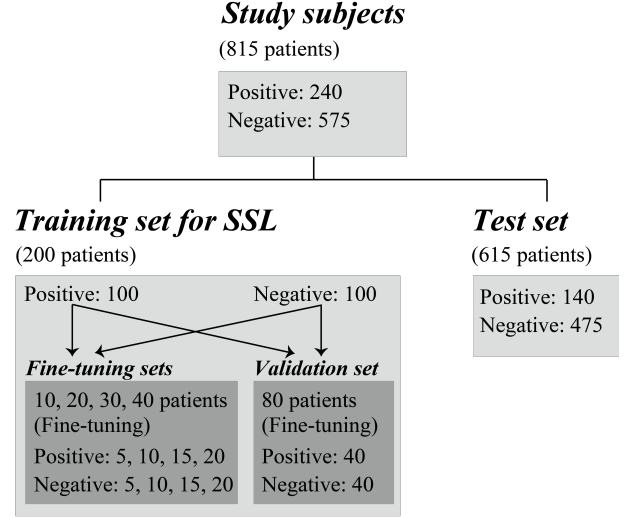 Study subjects
(815 patients)
Positive: 240
Negative: 575
Training set for SSL
(200 patients)
Positive: 100
Negative: 100
Fine-tuning sets
10, 20, 30, 40 patients
(Fine-tuning)
Positive: 5, 10, 15, 20
Negative: 5, 10, 15, 20
Validation set
80 patients
(Fine-tuning)
Positive: 40
Negative: 40
Test set
(615 patients)
Positive: 140
Negative: 475